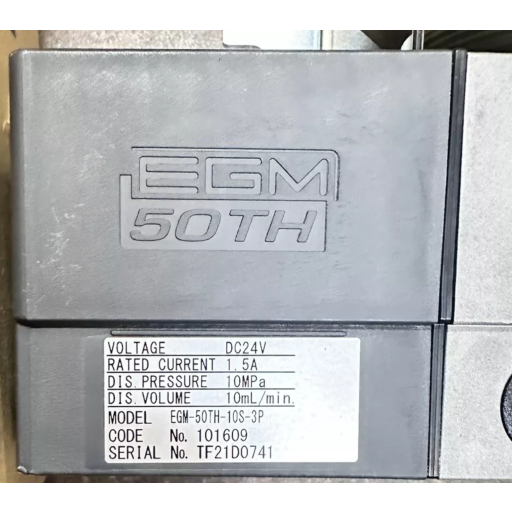 EGM
50TH
VOLTAGE DC24V
RATED CURRENT 1.5A
DIS. PRESSURE 10MPa
DIS. VOLUME 10mL/min.
MODEL EGM-50TH-10S-3P
CODE No. 101609
SERIAL No. TF21D0741